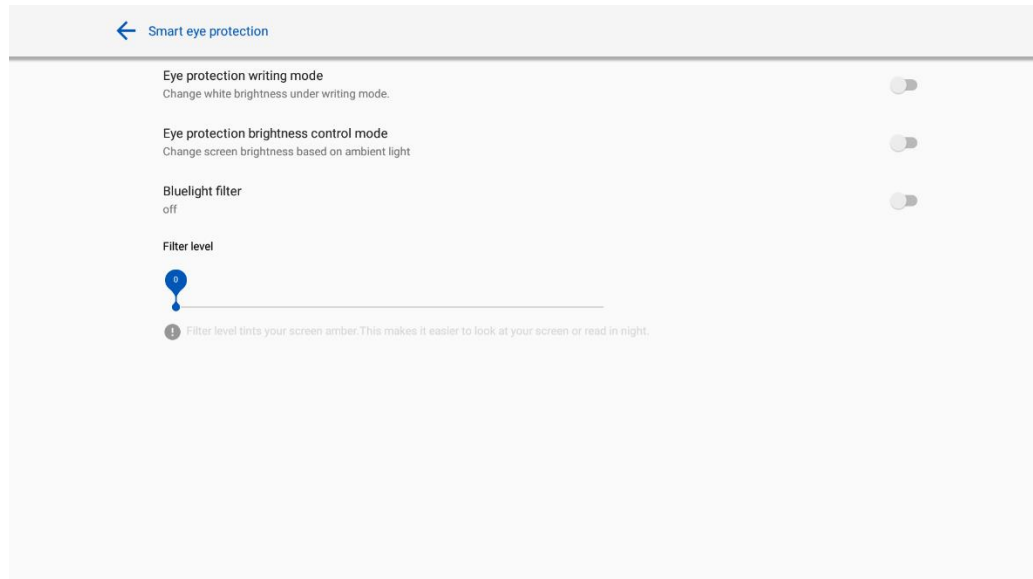 Smart eye protection
Eye protection writing mode
Change white brightness under writing mode.
Eye protection brightness control mode
Change screen brightness based on ambient light
Bluelight filter
off
Filter level
0
Filter level tints your screen amber.This makes it easier to look at your screen or read in night.